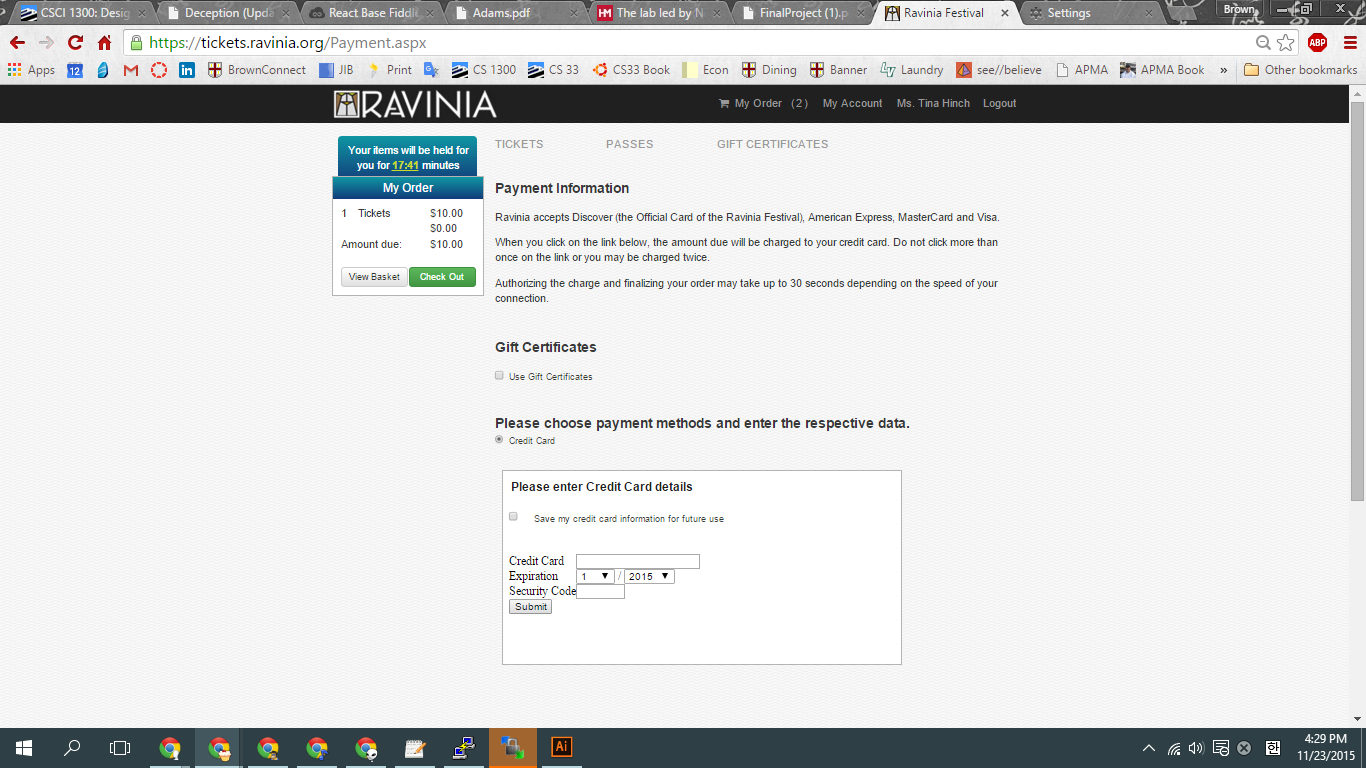 CSCI 1300: Desig
Deception (Upda
React Base Fiddle
Adams.pdf
The lab led by N
FinalProject (1).p
Ravinia Festival
Settings
Brown
https://tickets.ravinia.org/Payment.aspx
ABP
Apps
12
BrownConnect
JIB
Print
CS 1300
CS 33
CS33 Book
Econ
Dining
Banner
Laundry
see//believe
APMA
APMA Book
»
Other bookmarks
RAVINIA
My Order (2)
My Account
Ms. Tina Hinch
Logout
Your items will be held for
you for 17:41 minutes
My Order
1 Tickets $10.00
$0.00
Amount due: $10.00
View Basket
Check Out
TICKETS
PASSES
GIFT CERTIFICATES
Payment Information
Ravinia accepts Discover (the Official Card of the Ravinia Festival), American Express, MasterCard and Visa.
When you click on the link below, the amount due will be charged to your credit card. Do not click more than
once on the link or you may be charged twice.
Authorizing the charge and finalizing your order may take up to 30 seconds depending on the speed of your
connection.
Gift Certificates
Use Gift Certificates
Please choose payment methods and enter the respective data.
Credit Card
Please enter Credit Card details
Save my credit card information for future use
Credit Card
Expiration 1 / 2015
Security Code
Submit
Ai
한
4:29 PM
11/23/2015